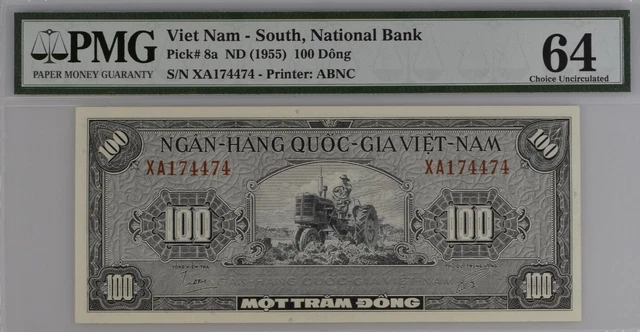 PMG
PAPER MONEY GUARANTY
Viet Nam - South, National Bank
Pick# 8a ND (1955) 100 Dông
S/N XA174474 - Printer: ABNC
64
Choice Uncirculated
100
NGÂN-HÀNG QUỐC-GIA VIỆT-NAM
100
XA174474
XA174474
100
100
100
MỘT TRĂM ĐỒNG
100